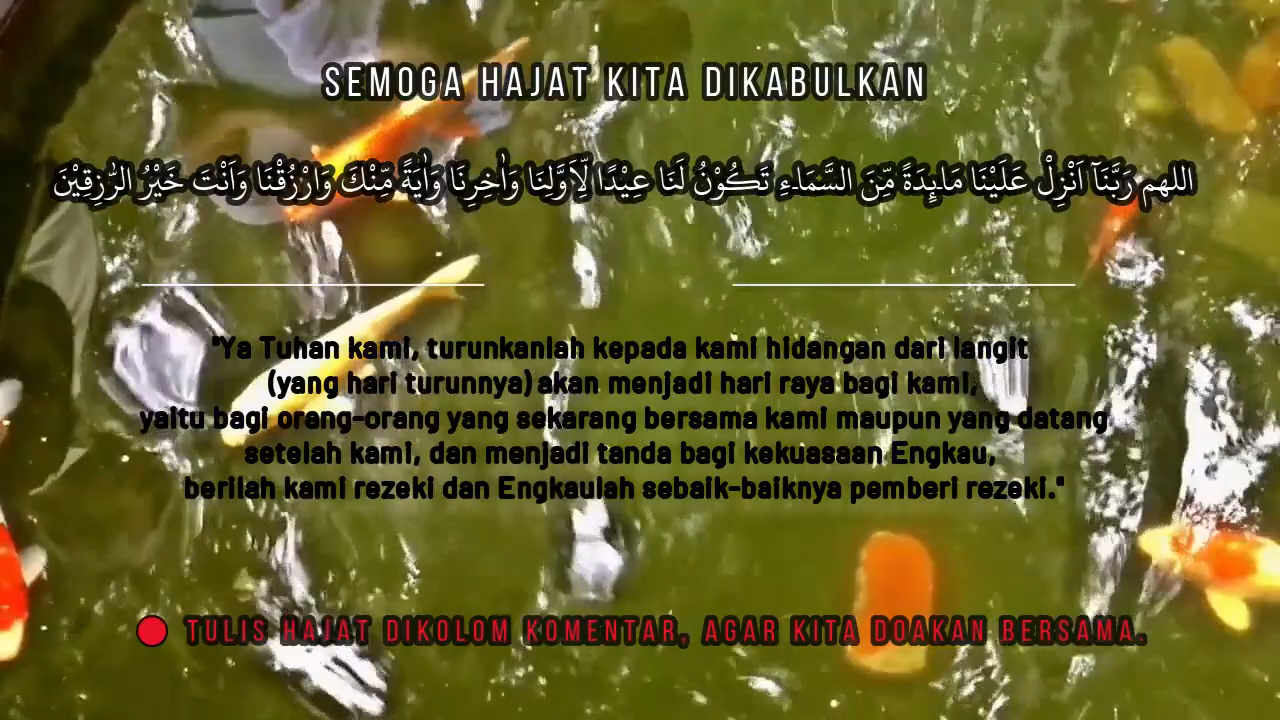 SEMOGA HAJAT KITA DIKABULKAN
اللهم رَبَّنَآ اَنْزِلْ عَلَيْنَا مَاۤىِٕدَةً مِّنَ السَّمَاۤءِ تَكُوْنُ لَنَا عِيْدًا لِّاَوَّلِنَا وَاٰخِرِنَا وَاٰيَةً مِّنْكَ وَارْزُقْنَا وَاَنْتَ خَيْرُ الرّٰزِقِيْنَ
"Ya Tuhan kami, turunkanlah kepada kami hidangan dari langit
(yang hari turunnya) akan menjadi hari raya bagi kami,
yaitu bagi orang-orang yang sekarang bersama kami maupun yang datang
setelah kami, dan menjadi tanda bagi kekuasaan Engkau,
berilah kami rezeki dan Engkaulah sebaik-baiknya pemberi rezeki."
TULIS HAJAT DIKOLOM KOMENTAR, AGAR KITA DOAKAN BERSAMA.